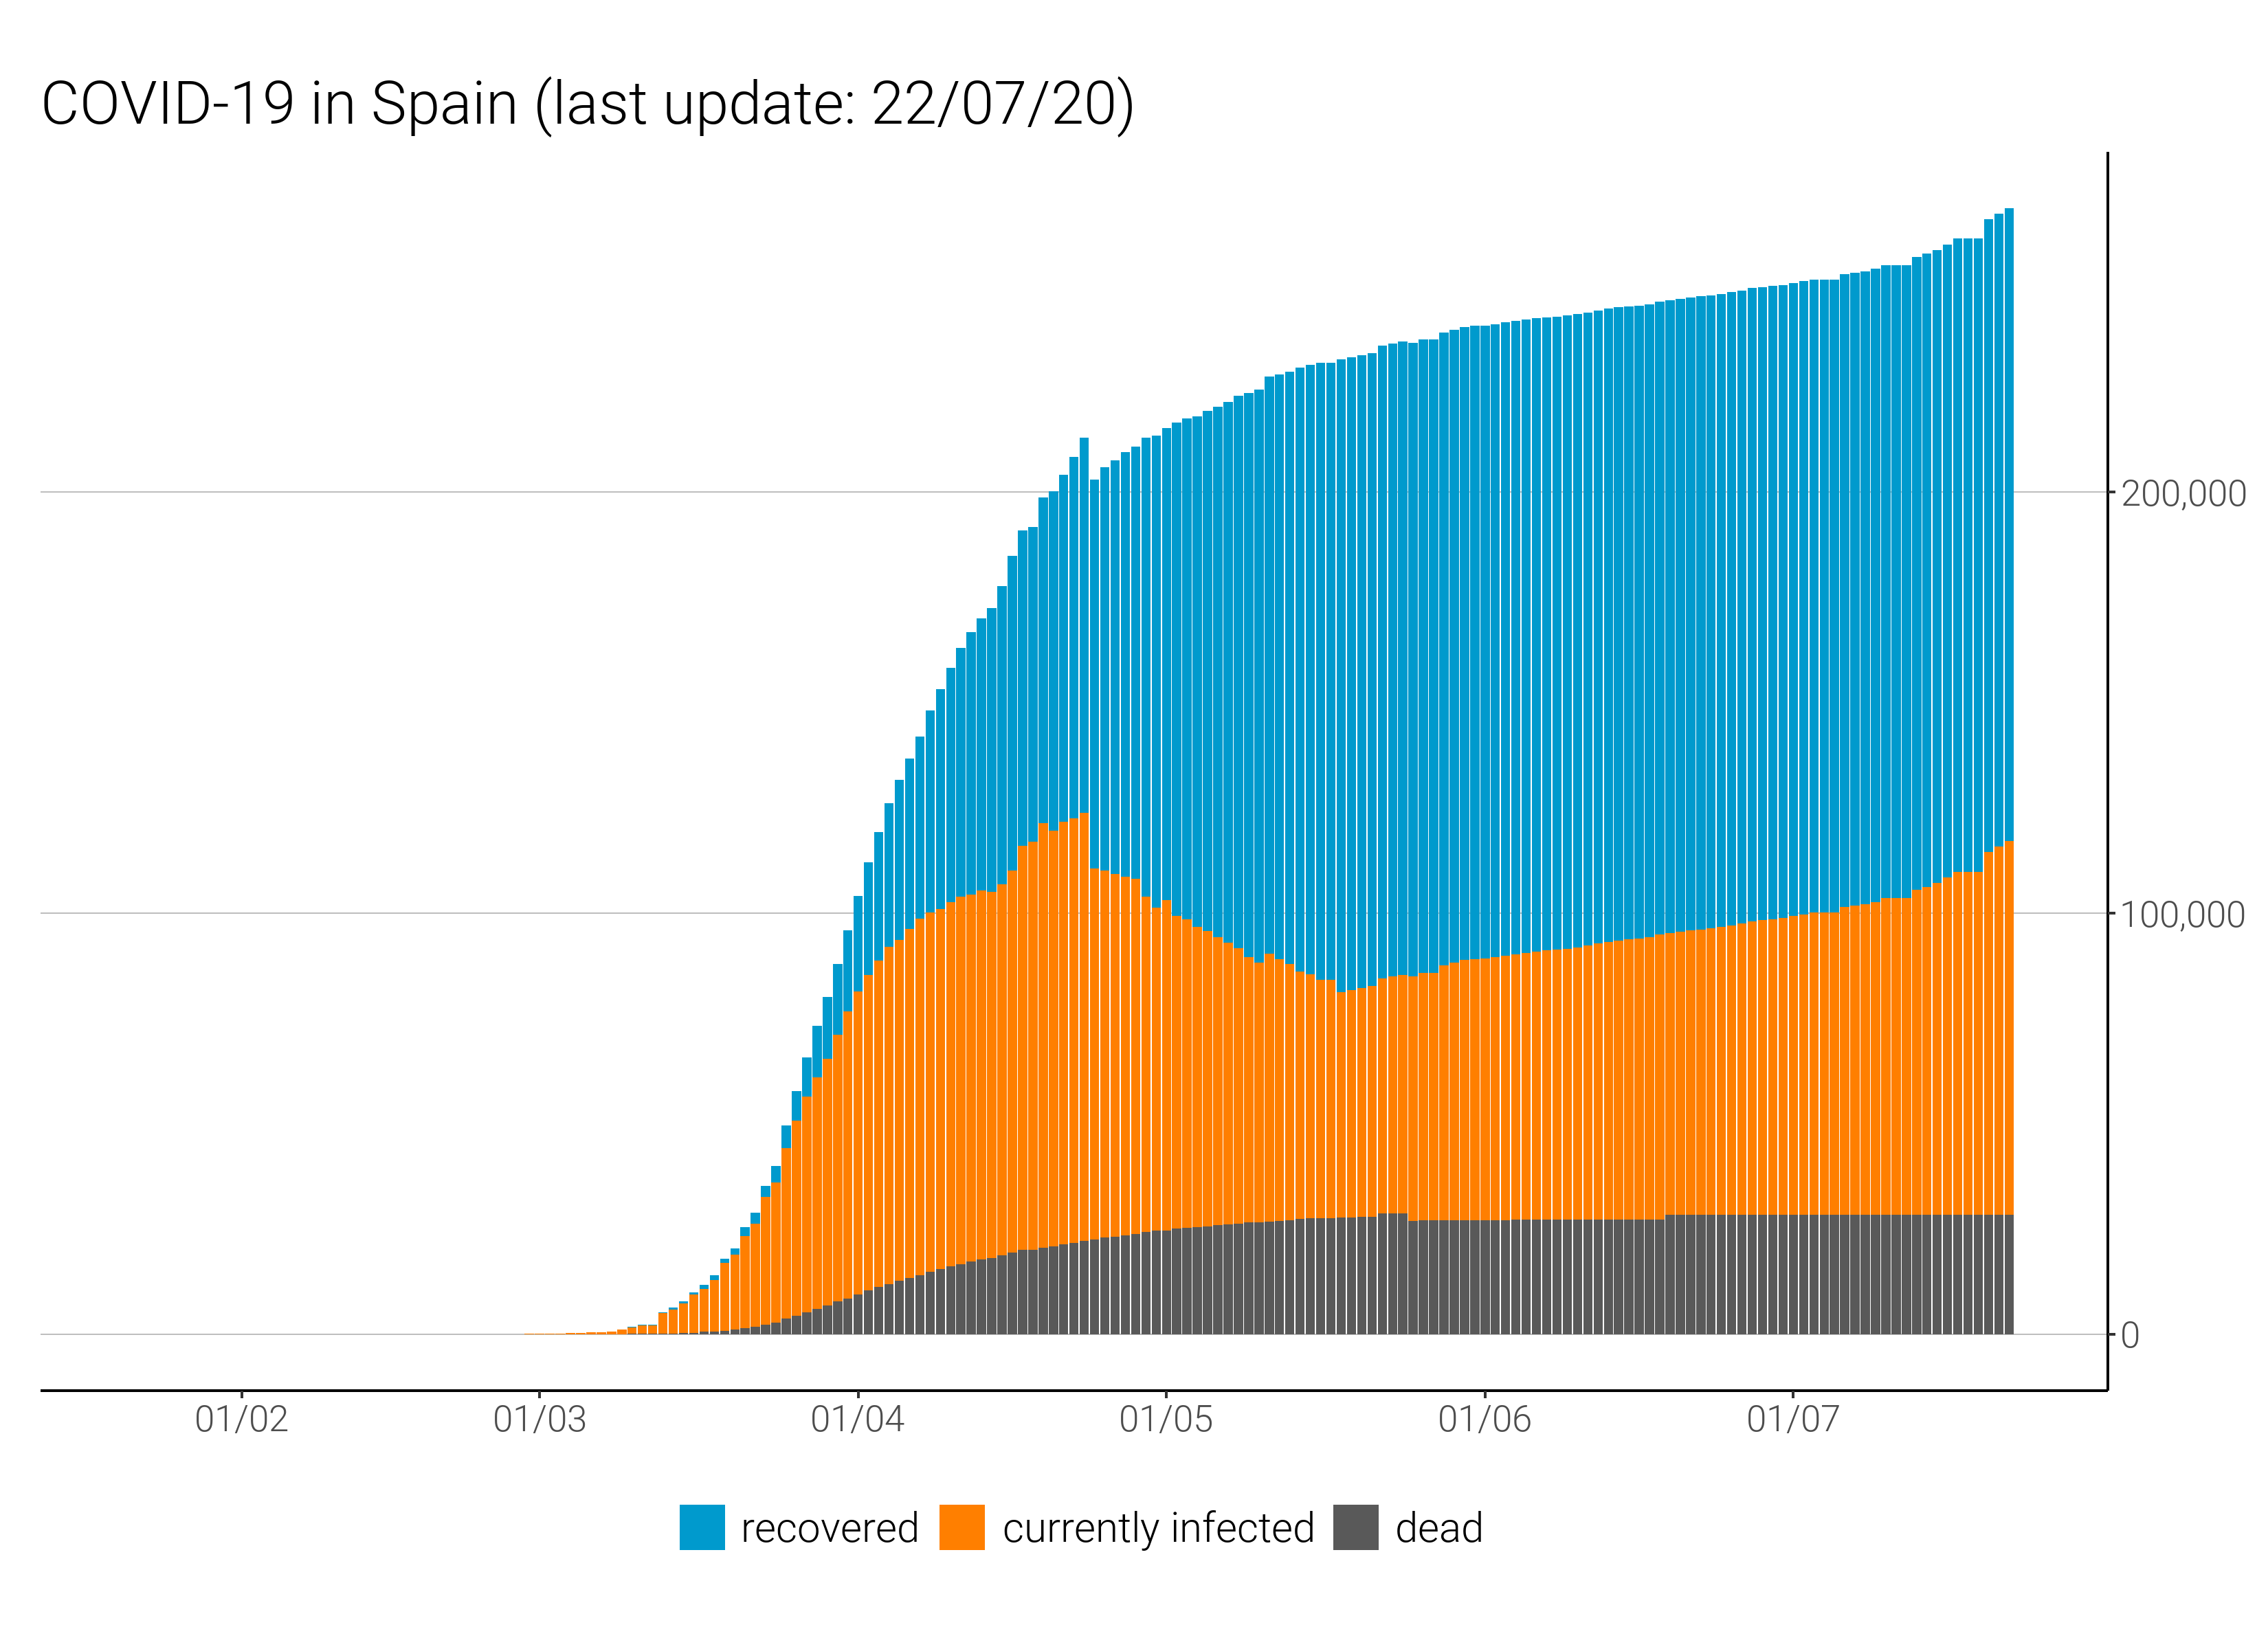 COVID-19 in Spain (last update: 22/07/20)
200,000
100,000
0
01/02 01/03 01/04 01/05 01/06 01/07
recovered currently infected dead